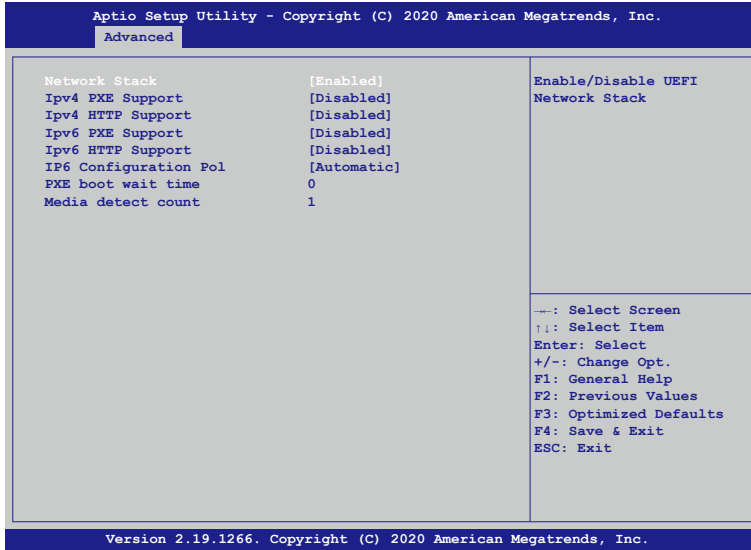 Aptio Setup Utility - Copyright (C) 2020 American Megatrends, Inc.
Advanced
Network Stack [Enabled]
Ipv4 PXE Support [Disabled]
Ipv4 HTTP Support [Disabled]
Ipv6 PXE Support [Disabled]
Ipv6 HTTP Support [Disabled]
IP6 Configuration Pol [Automatic]
PXE boot wait time 0
Media detect count 1
Enable/Disable UEFI
Network Stack
→←: Select Screen
↑↓: Select Item
Enter: Select
+/-: Change Opt.
F1: General Help
F2: Previous Values
F3: Optimized Defaults
F4: Save & Exit
ESC: Exit
Version 2.19.1266. Copyright (C) 2020 American Megatrends, Inc.